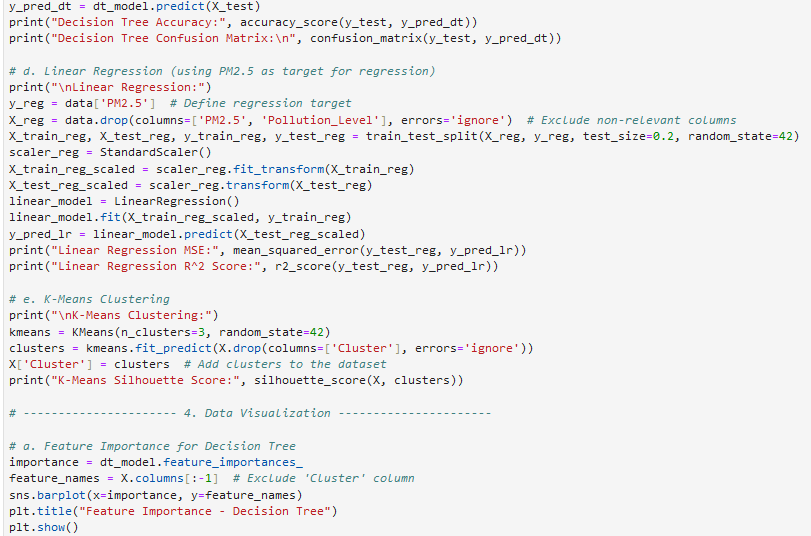 y_pred_dt = dt_model.predict(X_test)
print("Decision Tree Accuracy:", accuracy_score(y_test, y_pred_dt))
print("Decision Tree Confusion Matrix:\n", confusion_matrix(y_test, y_pred_dt))
# d. Linear Regression (using PM2.5 as target for regression)
print("\nLinear Regression:")
y_reg = data['PM2.5']  # Define regression target
X_reg = data.drop(columns=['PM2.5', 'Pollution_Level'], errors='ignore')  # Exclude non-relevant columns
X_train_reg, X_test_reg, y_train_reg, y_test_reg = train_test_split(X_reg, y_reg, test_size=0.2, random_state=42)
scaler_reg = StandardScaler()
X_train_reg_scaled = scaler_reg.fit_transform(X_train_reg)
X_test_reg_scaled = scaler_reg.transform(X_test_reg)
linear_model = LinearRegression()
linear_model.fit(X_train_reg_scaled, y_train_reg)
y_pred_lr = linear_model.predict(X_test_reg_scaled)
print("Linear Regression MSE:", mean_squared_error(y_test_reg, y_pred_lr))
print("Linear Regression R^2 Score:", r2_score(y_test_reg, y_pred_lr))
# e. K-Means Clustering
print("\nK-Means Clustering:")
kmeans = KMeans(n_clusters=3, random_state=42)
clusters = kmeans.fit_predict(X.drop(columns=['Cluster'], errors='ignore'))
X['Cluster'] = clusters  # Add clusters to the dataset
print("K-Means Silhouette Score:", silhouette_score(X, clusters))
# ---------------------- 4. Data Visualization ----------------------
# a. Feature Importance for Decision Tree
importance = dt_model.feature_importances_
feature_names = X.columns[:-1]  # Exclude 'Cluster' column
sns.barplot(x=importance, y=feature_names)
plt.title("Feature Importance - Decision Tree")
plt.show()